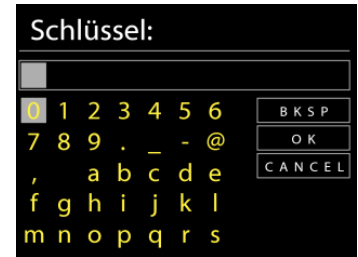 Schlüssel:
0 1 2 3 4 5 6 BKSP
7 8 9 . _ - @ OK
, a b c d e CANCEL
f g h i j k l
m n o p q r s